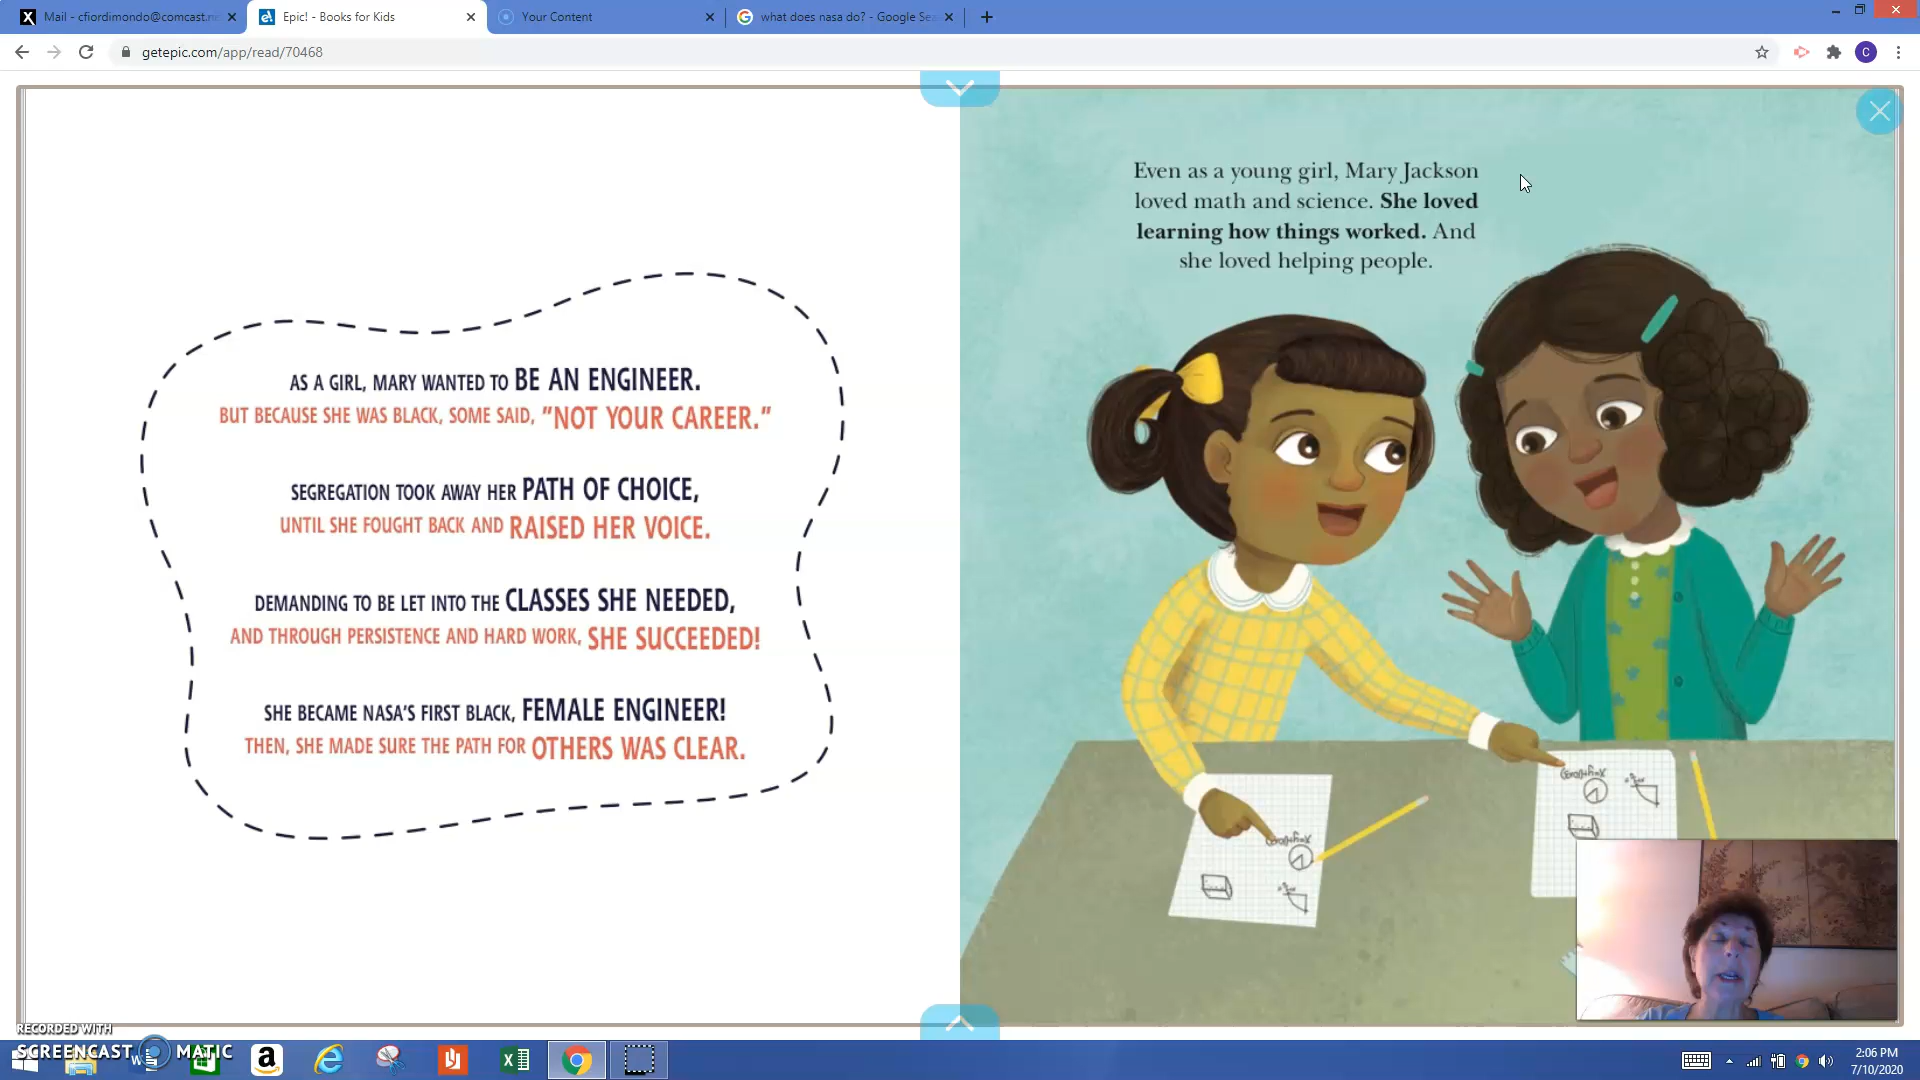 Mail - cfiordimondo@comcast.n
Epic! - Books for Kids
Your Content
what does nasa do? - Google Sea
getepic.com/app/read/70468
C
AS A GIRL, MARY WANTED TO BE AN ENGINEER.
BUT BECAUSE SHE WAS BLACK, SOME SAID, "NOT YOUR CAREER."
SEGREGATION TOOK AWAY HER PATH OF CHOICE,
UNTIL SHE FOUGHT BACK AND RAISED HER VOICE.
DEMANDING TO BE LET INTO THE CLASSES SHE NEEDED,
AND THROUGH PERSISTENCE AND HARD WORK, SHE SUCCEEDED!
SHE BECAME NASA'S FIRST BLACK, FEMALE ENGINEER!
THEN, SHE MADE SURE THE PATH FOR OTHERS WAS CLEAR.
Even as a young girl, Mary Jackson
loved math and science. She loved
learning how things worked. And
she loved helping people.
RECORDED WITH
SCREENCAST MATIC
2:06 PM
7/10/2020